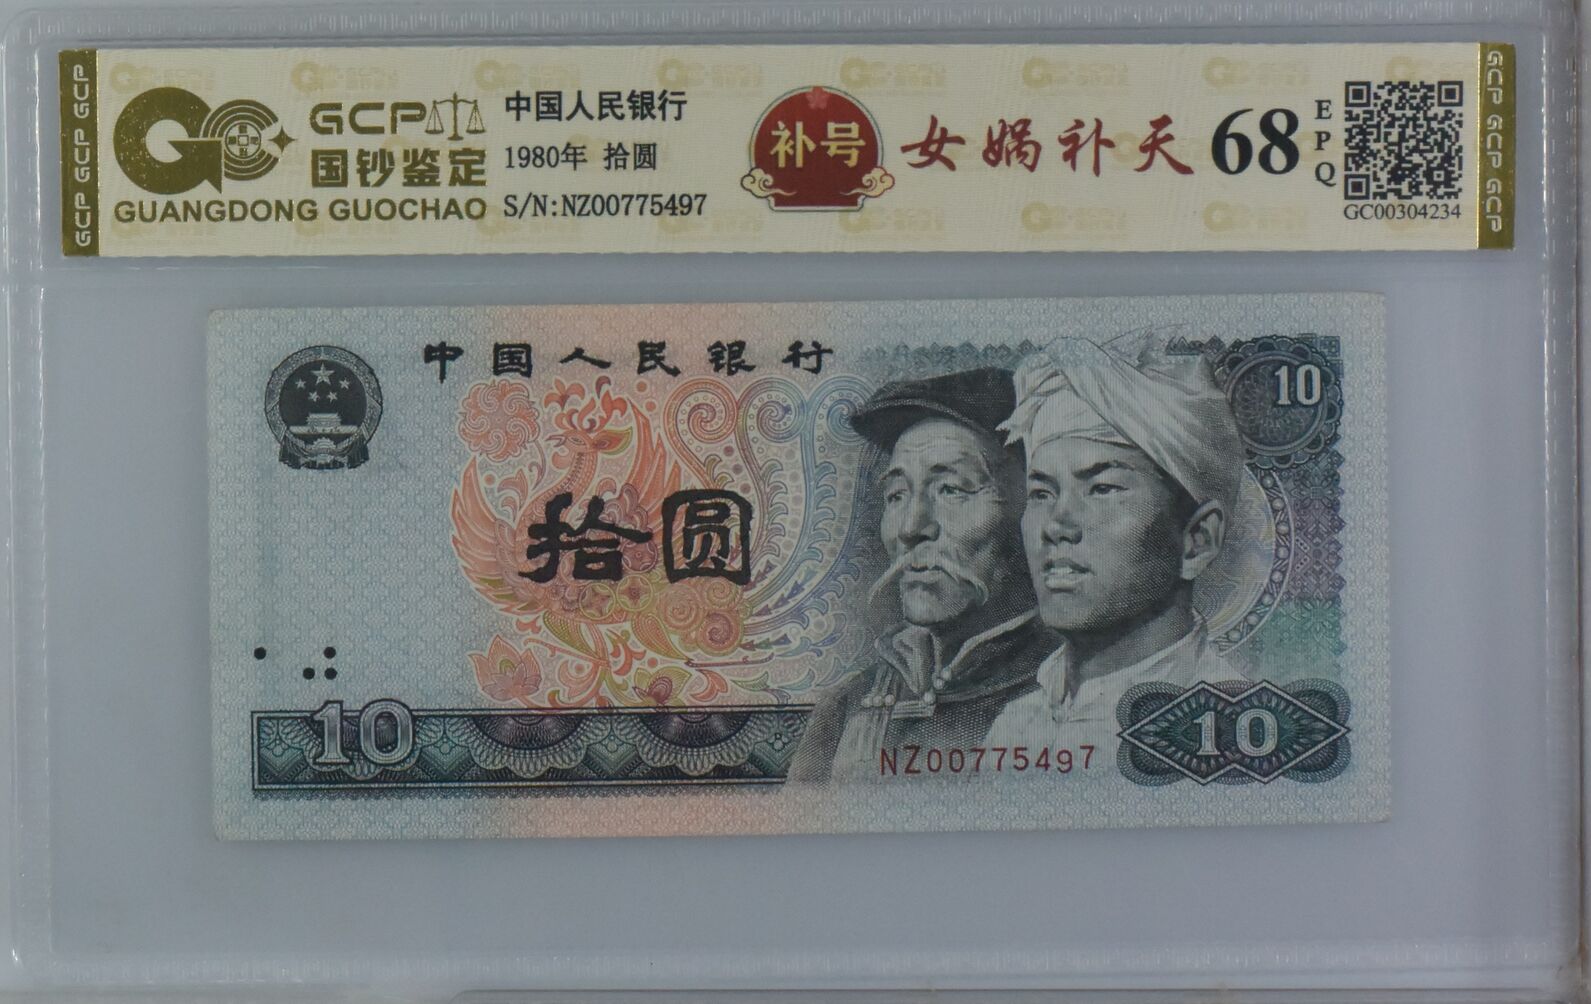 GCP GCP GCP
GCP
国钞鉴定
GUANGDONG GUOCHAO
中国人民银行
1980年 拾圆
S/N:NZ00775497
补号
女娲补天
68
EPQ
GC00304234
GCP GCP GCP
中国人民银行
10
拾圆
10
NZ00775497
10